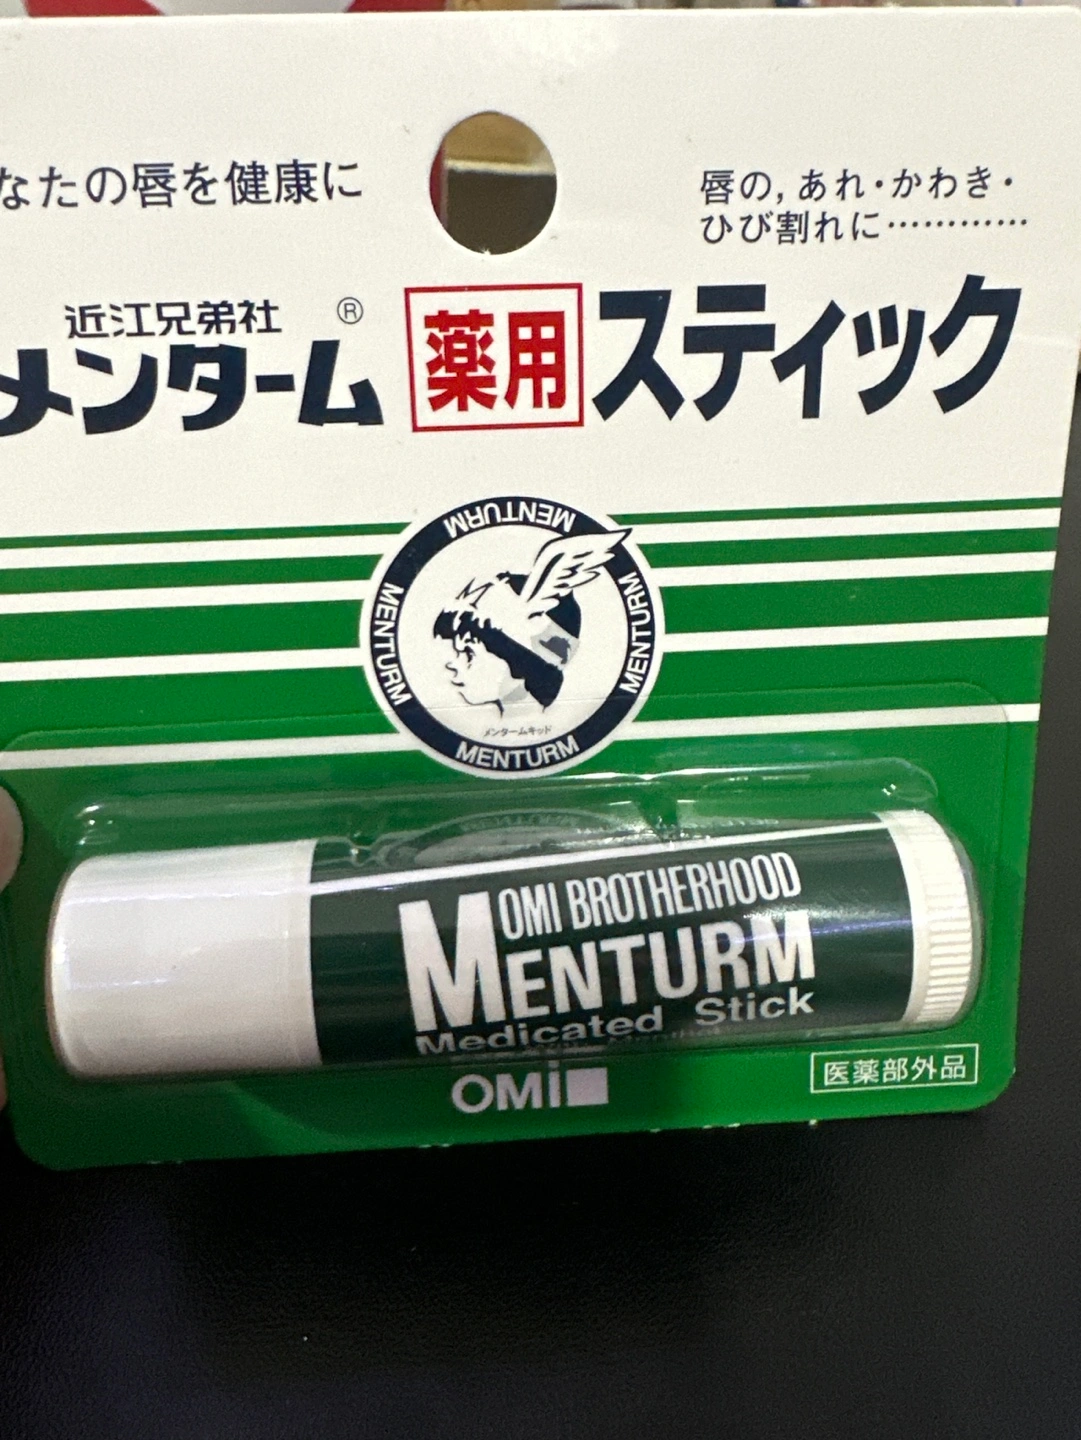 なたの唇を健康に
唇の,あれ・かわき・
ひび割れに…………
近江兄弟社 ®
メンターム 薬用 スティック
MENTURM
MENTURM
MENTURM
メンタームキッド
MENTURM
OMI BROTHERHOOD
MENTURM
Medicated Stick
OMi
医薬部外品